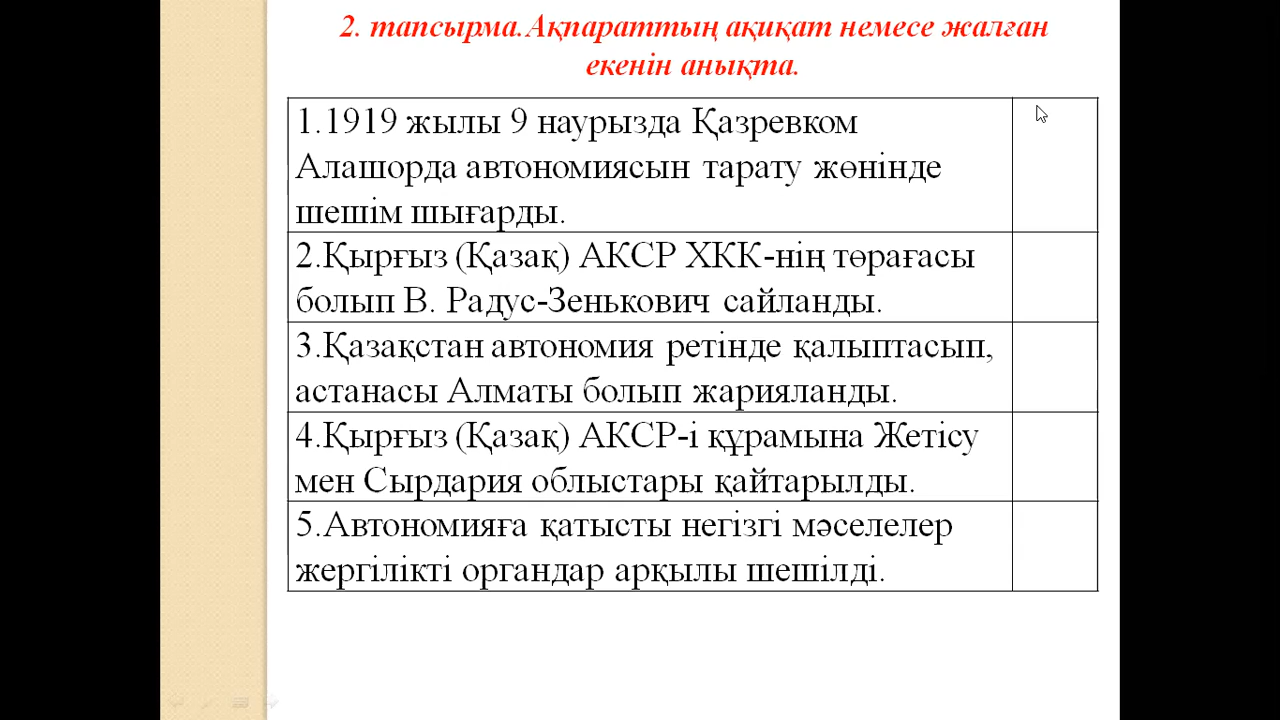 2. тапсырма.Ақпараттың ақиқат немесе жалған
екенін анықта.
1.1919 жылы 9 наурызда Қазревком
Алашорда автономиясын тарату жөнінде
шешім шығарды.
2.Қырғыз (Қазақ) АКСР ХКК-нің төрағасы
болып В. Радус-Зенькович сайланды.
3.Қазақстан автономия ретінде қалыптасып,
астанасы Алматы болып жарияланды.
4.Қырғыз (Қазақ) АКСР-і құрамына Жетісу
мен Сырдария облыстары қайтарылды.
5.Автономияға қатысты негізгі мәселелер
жергілікті органдар арқылы шешілді.